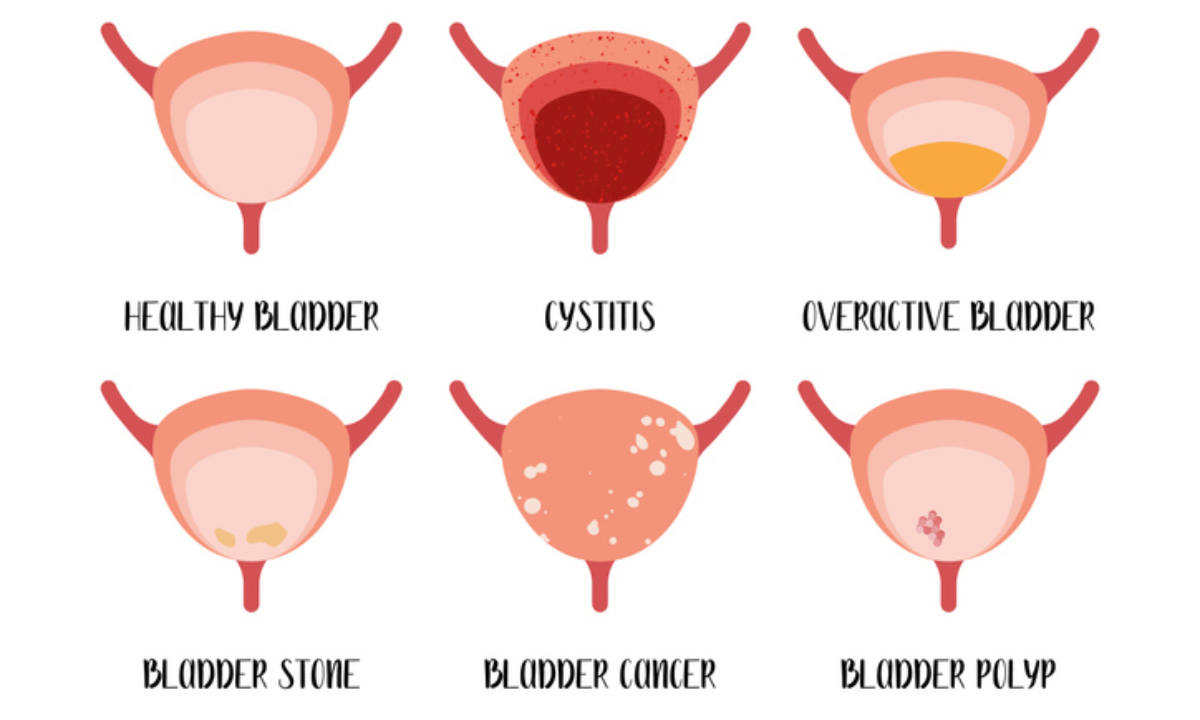 HEALTHY BLADDER
CYSTITIS
OVERACTIVE BLADDER
BLADDER STONE
BLADDER CANCER
BLADDER POLYP